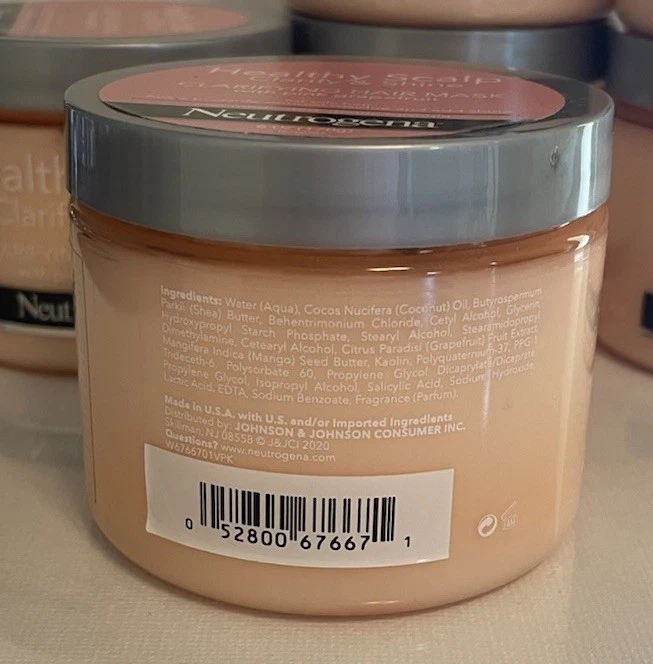 Healthy Scalp
CLARIFYING HAIR MASK
Neutrogena
alth
Clarif
Neut
Ingredients: Water (Aqua), Cocos Nucifera (Coconut) Oil, Butyrospermum
Parkii (Shea) Butter, Behentrimonium Chloride, Cetyl Alcohol, Glycerin,
Hydroxypropyl Starch Phosphate, Stearyl Alcohol, Stearamidopropyl
Dimethylamine, Cetearyl Alcohol, Citrus Paradisi (Grapefruit) Fruit Extract,
Mangifera Indica (Mango) Seed Butter, Kaolin, Polyquaternium-37, PPG 1
Trideceth-6, Polysorbate 60, Propylene Glycol Dicaprylate/Dicaprate,
Propylene Glycol, Isopropyl Alcohol, Salicylic Acid, Sodium Hydroxide,
Lactic Acid, EDTA, Sodium Benzoate, Fragrance (Parfum).
Made in U.S.A. with U.S. and/or Imported Ingredients
Distributed by: JOHNSON & JOHNSON CONSUMER INC.
Skillman, NJ 08558 © J&JCI 2020
Questions? www.neutrogena.com
W6766701VPK
0 52800 67667 1